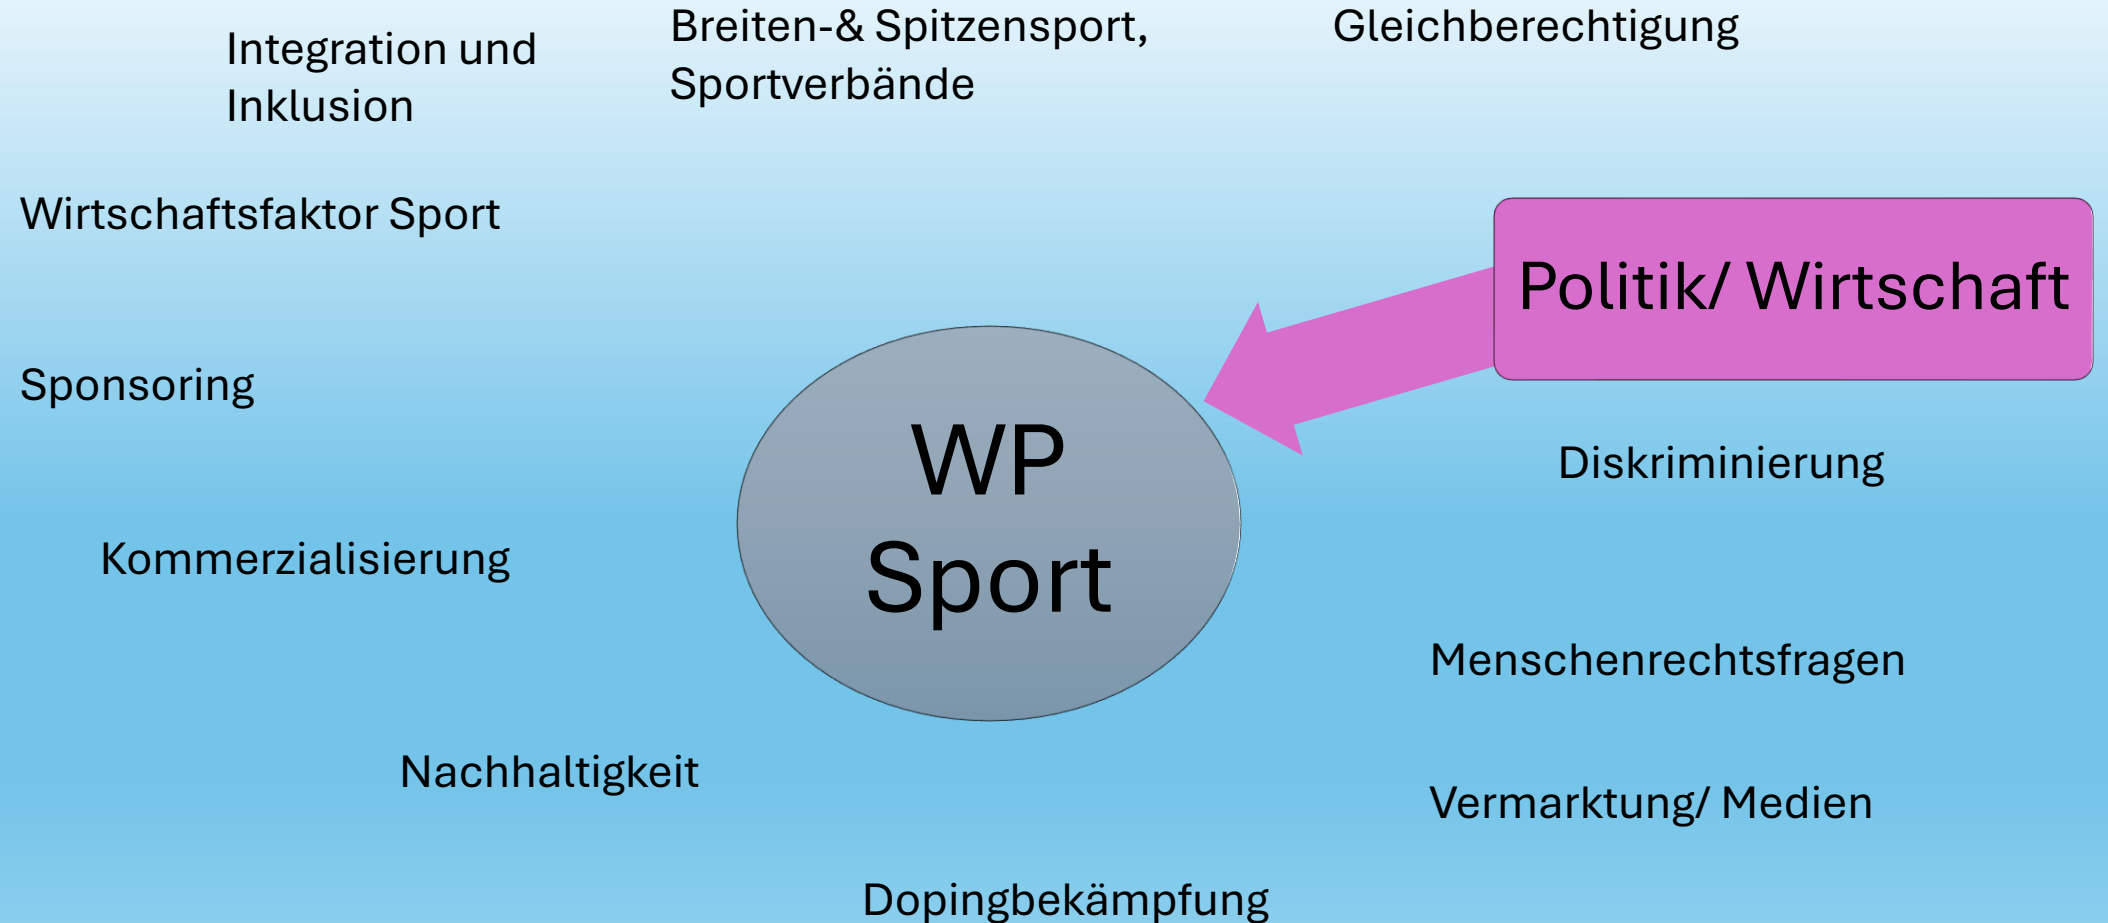 Integration und
Inklusion
Breiten-& Spitzensport,
Sportverbände
Gleichberechtigung
Wirtschaftsfaktor Sport
Politik/ Wirtschaft
Sponsoring
WP
Sport
Diskriminierung
Kommerzialisierung
Menschenrechtsfragen
Nachhaltigkeit
Vermarktung/ Medien
Dopingbekämpfung